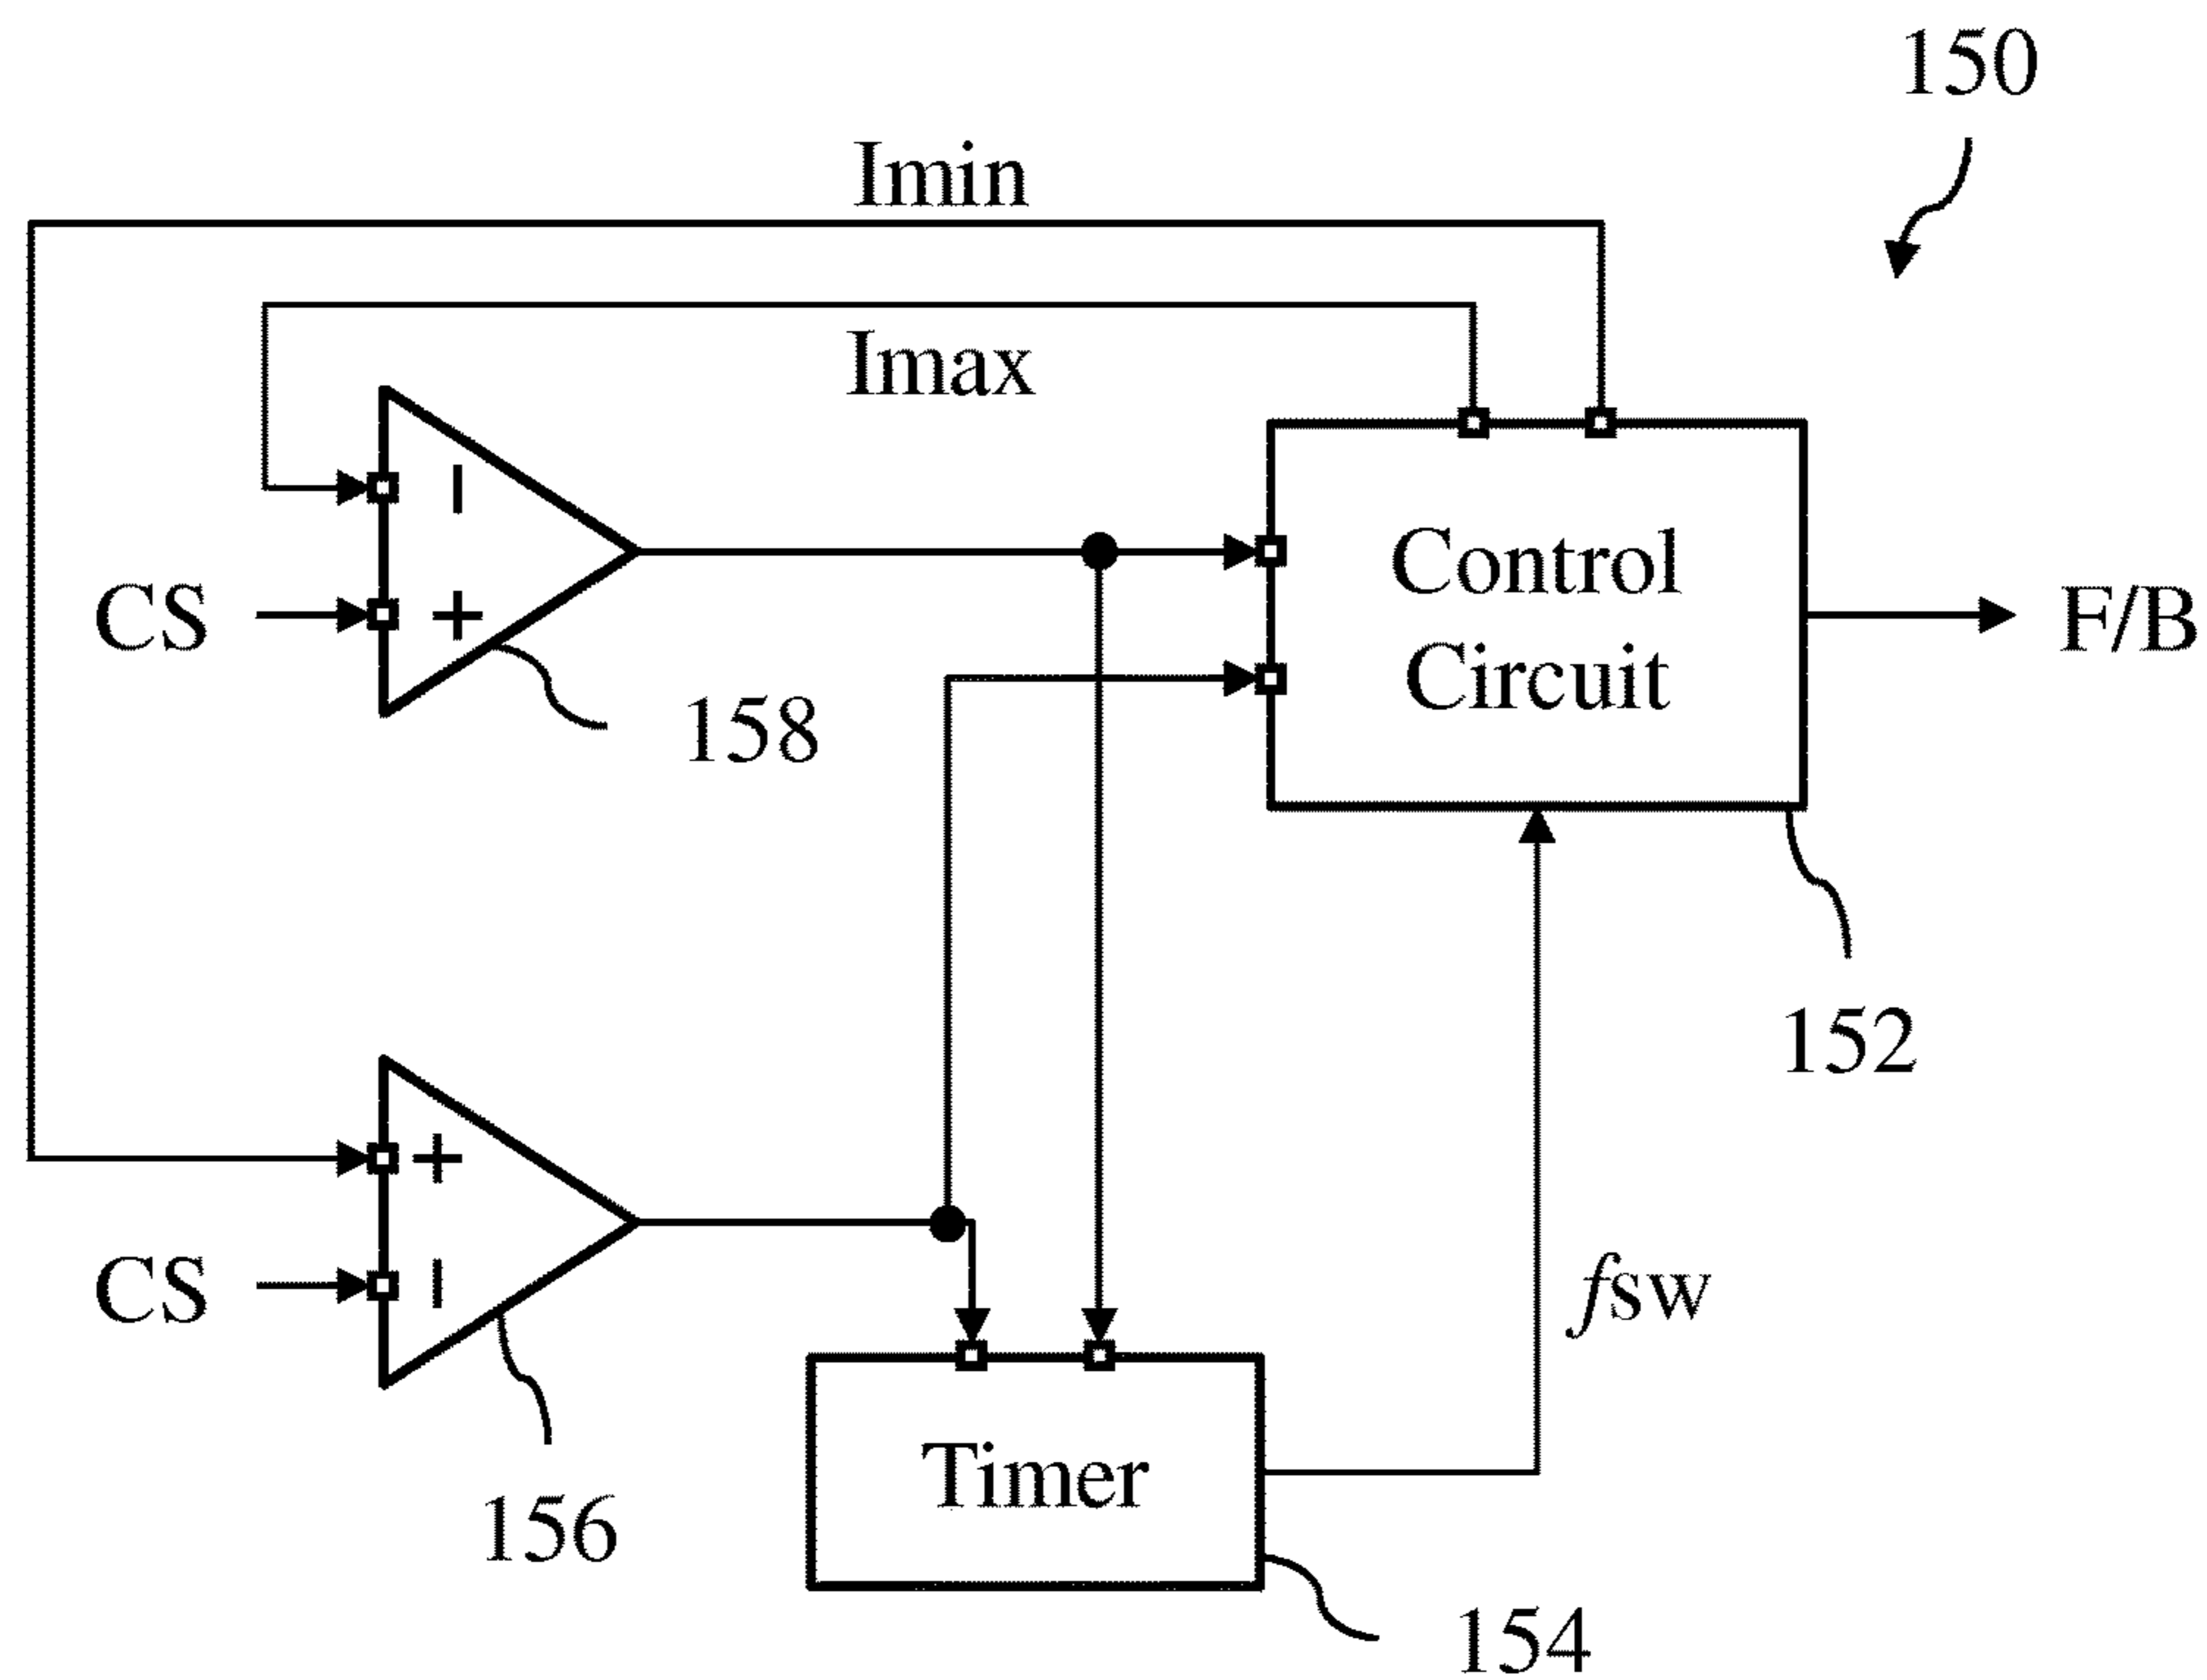 150
Imin
Imax
−
CS
+
158
Control
Circuit
F/B
152
+
CS
−
156
fsw
Timer
154